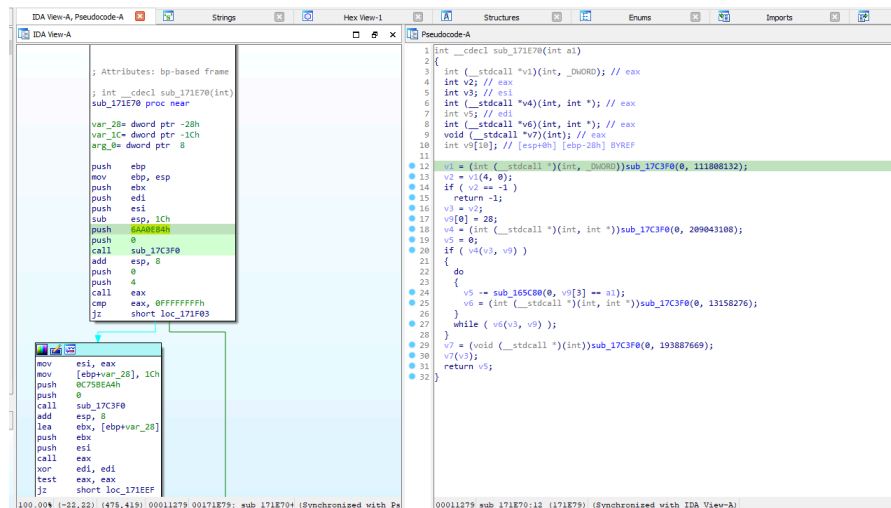 IDA View-A, Pseudocode-A Strings Hex View-1 Structures Enums Imports
IDA View-A
; Attributes: bp-based frame
; int __cdecl sub_171E70(int)
sub_171E70 proc near
var_28= dword ptr -28h
var_1C= dword ptr -1Ch
arg_0= dword ptr 8
push ebp
mov ebp, esp
push ebx
push edi
push esi
sub esp, 1Ch
push 6AA0E84h
push 0
call sub_17C3F0
add esp, 8
push 0
push 4
call eax
cmp eax, 0FFFFFFFFh
jz short loc_171F03
mov esi, eax
mov [ebp+var_28], 1Ch
push 0C75BEA4h
push 0
call sub_17C3F0
add esp, 8
lea ebx, [ebp+var_28]
push ebx
push esi
call eax
xor edi, edi
test eax, eax
jz short loc_171EEF
100.00% (-22,22) (475,419) 00011279 00171E79: sub_171E70+ (Synchronized with Ps
Pseudocode-A
1 int __cdecl sub_171E70(int a1)
2 {
3 int (__stdcall *v1)(int, _DWORD); // eax
4 int v2; // eax
5 int v3; // esi
6 int (__stdcall *v4)(int, int *); // eax
7 int v5; // edi
8 int (__stdcall *v6)(int, int *); // eax
9 void (__stdcall *v7)(int); // eax
10 int v9[10]; // [esp+0h] [ebp-28h] BYREF
11
12 v1 = (int (__stdcall *)(int, _DWORD))sub_17C3F0(0, 111808132);
13 v2 = v1(4, 0);
14 if ( v2 == -1 )
15 return -1;
16 v3 = v2;
17 v9[0] = 28;
18 v4 = (int (__stdcall *)(int, int *))sub_17C3F0(0, 209043108);
19 v5 = 0;
20 if ( v4(v3, v9) )
21 {
22 do
23 {
24 v5 -= sub_165C80(0, v9[3] == a1);
25 v6 = (int (__stdcall *)(int, int *))sub_17C3F0(0, 13158276);
26 }
27 while ( v6(v3, v9) );
28 }
29 v7 = (void (__stdcall *)(int))sub_17C3F0(0, 193887669);
30 v7(v3);
31 return v5;
32 }
00011279 sub_171E70:12 (171E79) (Synchronized with IDA View-A)